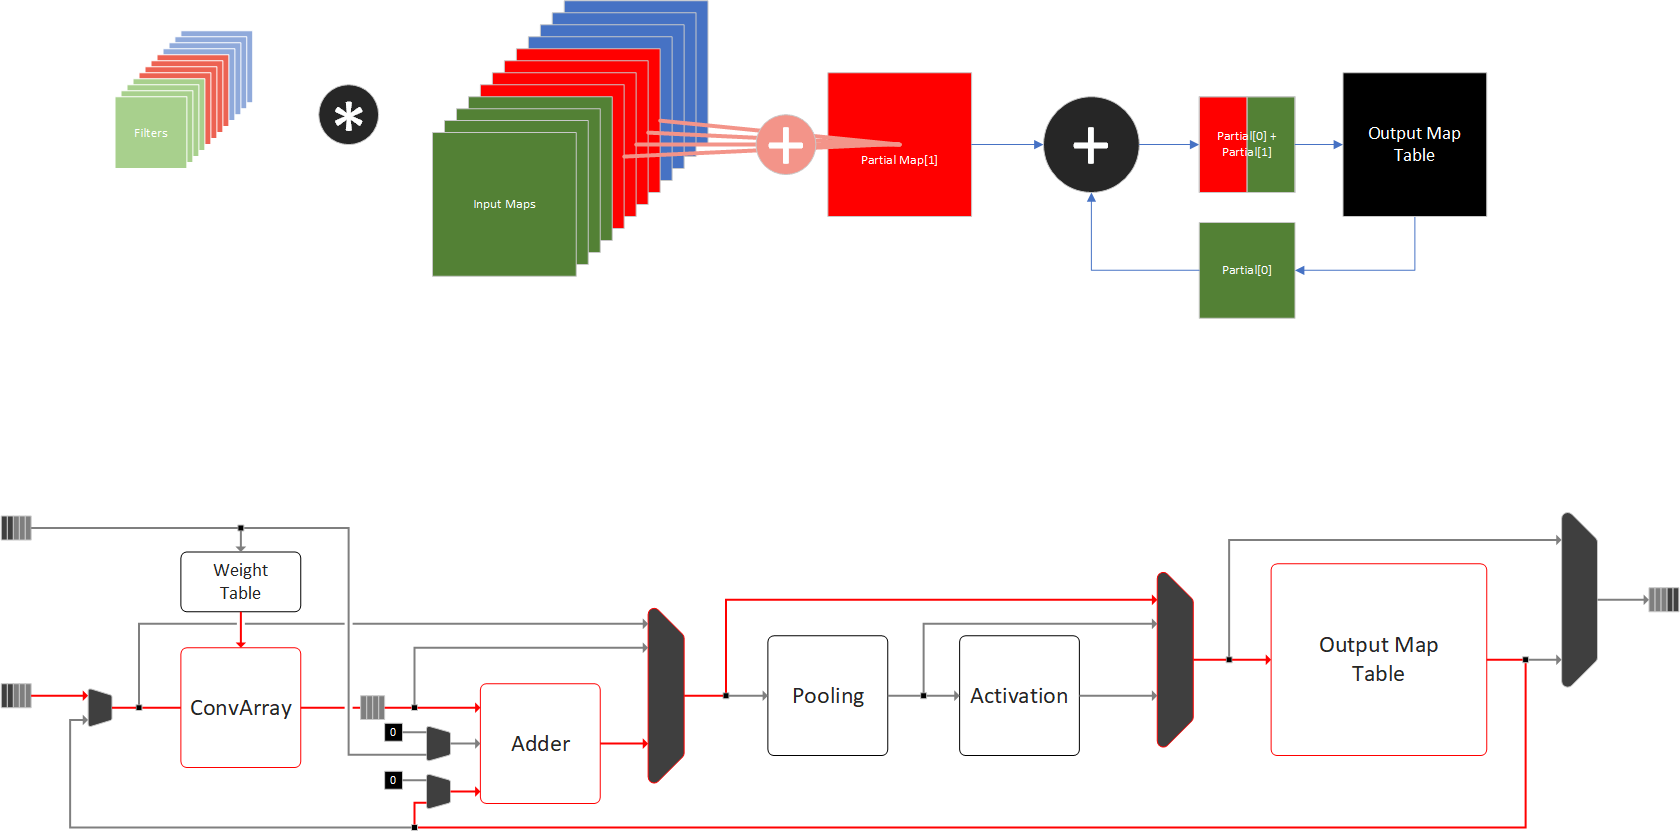 Filters
*
Input Maps
+
Partial Map[1]
+
Partial[0] +
Partial[1]
Output Map
Table
Partial[0]
Weight
Table
ConvArray
0
0
Adder
Pooling
Activation
Output Map
Table